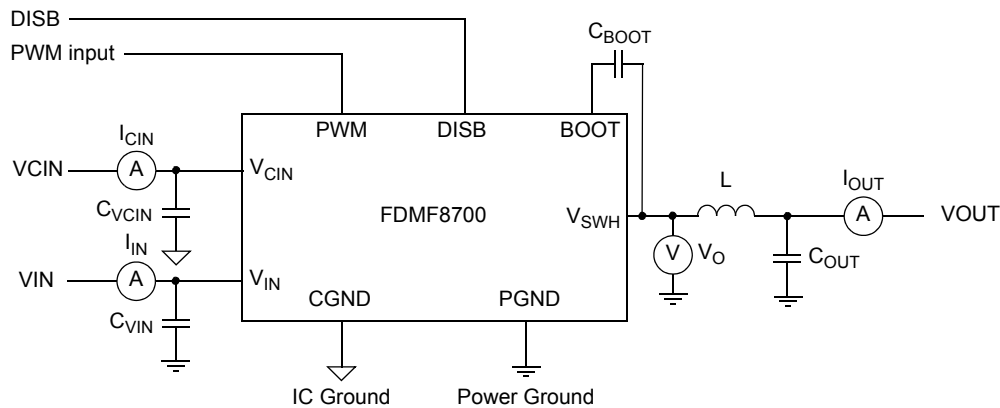 DISB
PWM input
C_BOOT
PWM
DISB
BOOT
I_CIN
VCIN
A
V_CIN
C_VCIN
FDMF8700
V_SWH
L
I_OUT
A
VOUT
V
V_O
C_OUT
I_IN
VIN
A
V_IN
C_VIN
CGND
PGND
IC Ground
Power Ground